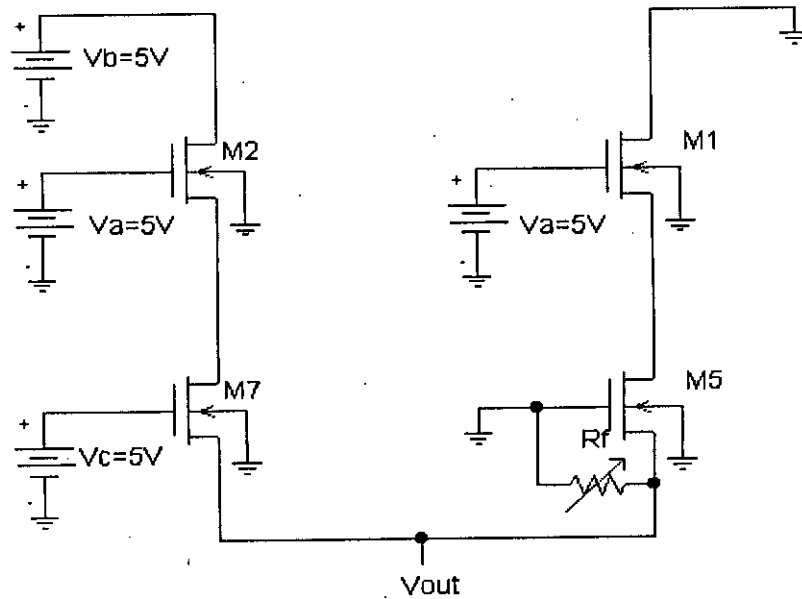 +
Vb=5V
M2
+
Va=5V
M7
+
Vc=5V
M1
+
Va=5V
M5
Rf
Vout